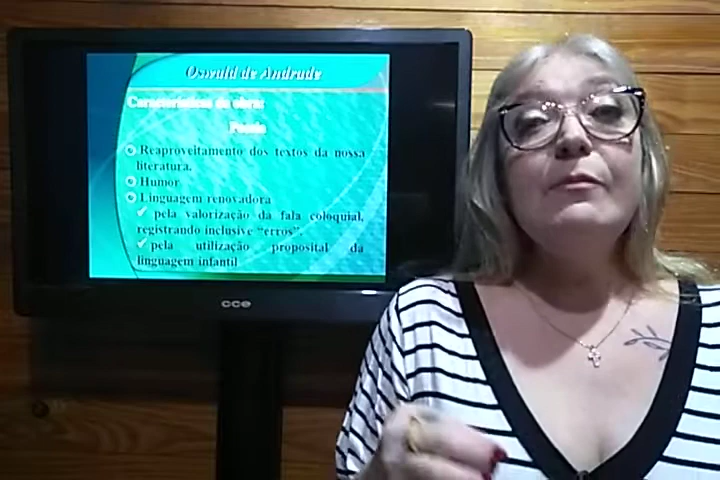 Oswald de Andrade
Características da obra:
Poesia
Reaproveitamento dos textos da nossa
literatura.
Humor
Linguagem renovadora
pela valorização da fala coloquial,
registrando inclusive “erros”.
pela utilização proposital da
linguagem infantil
cce